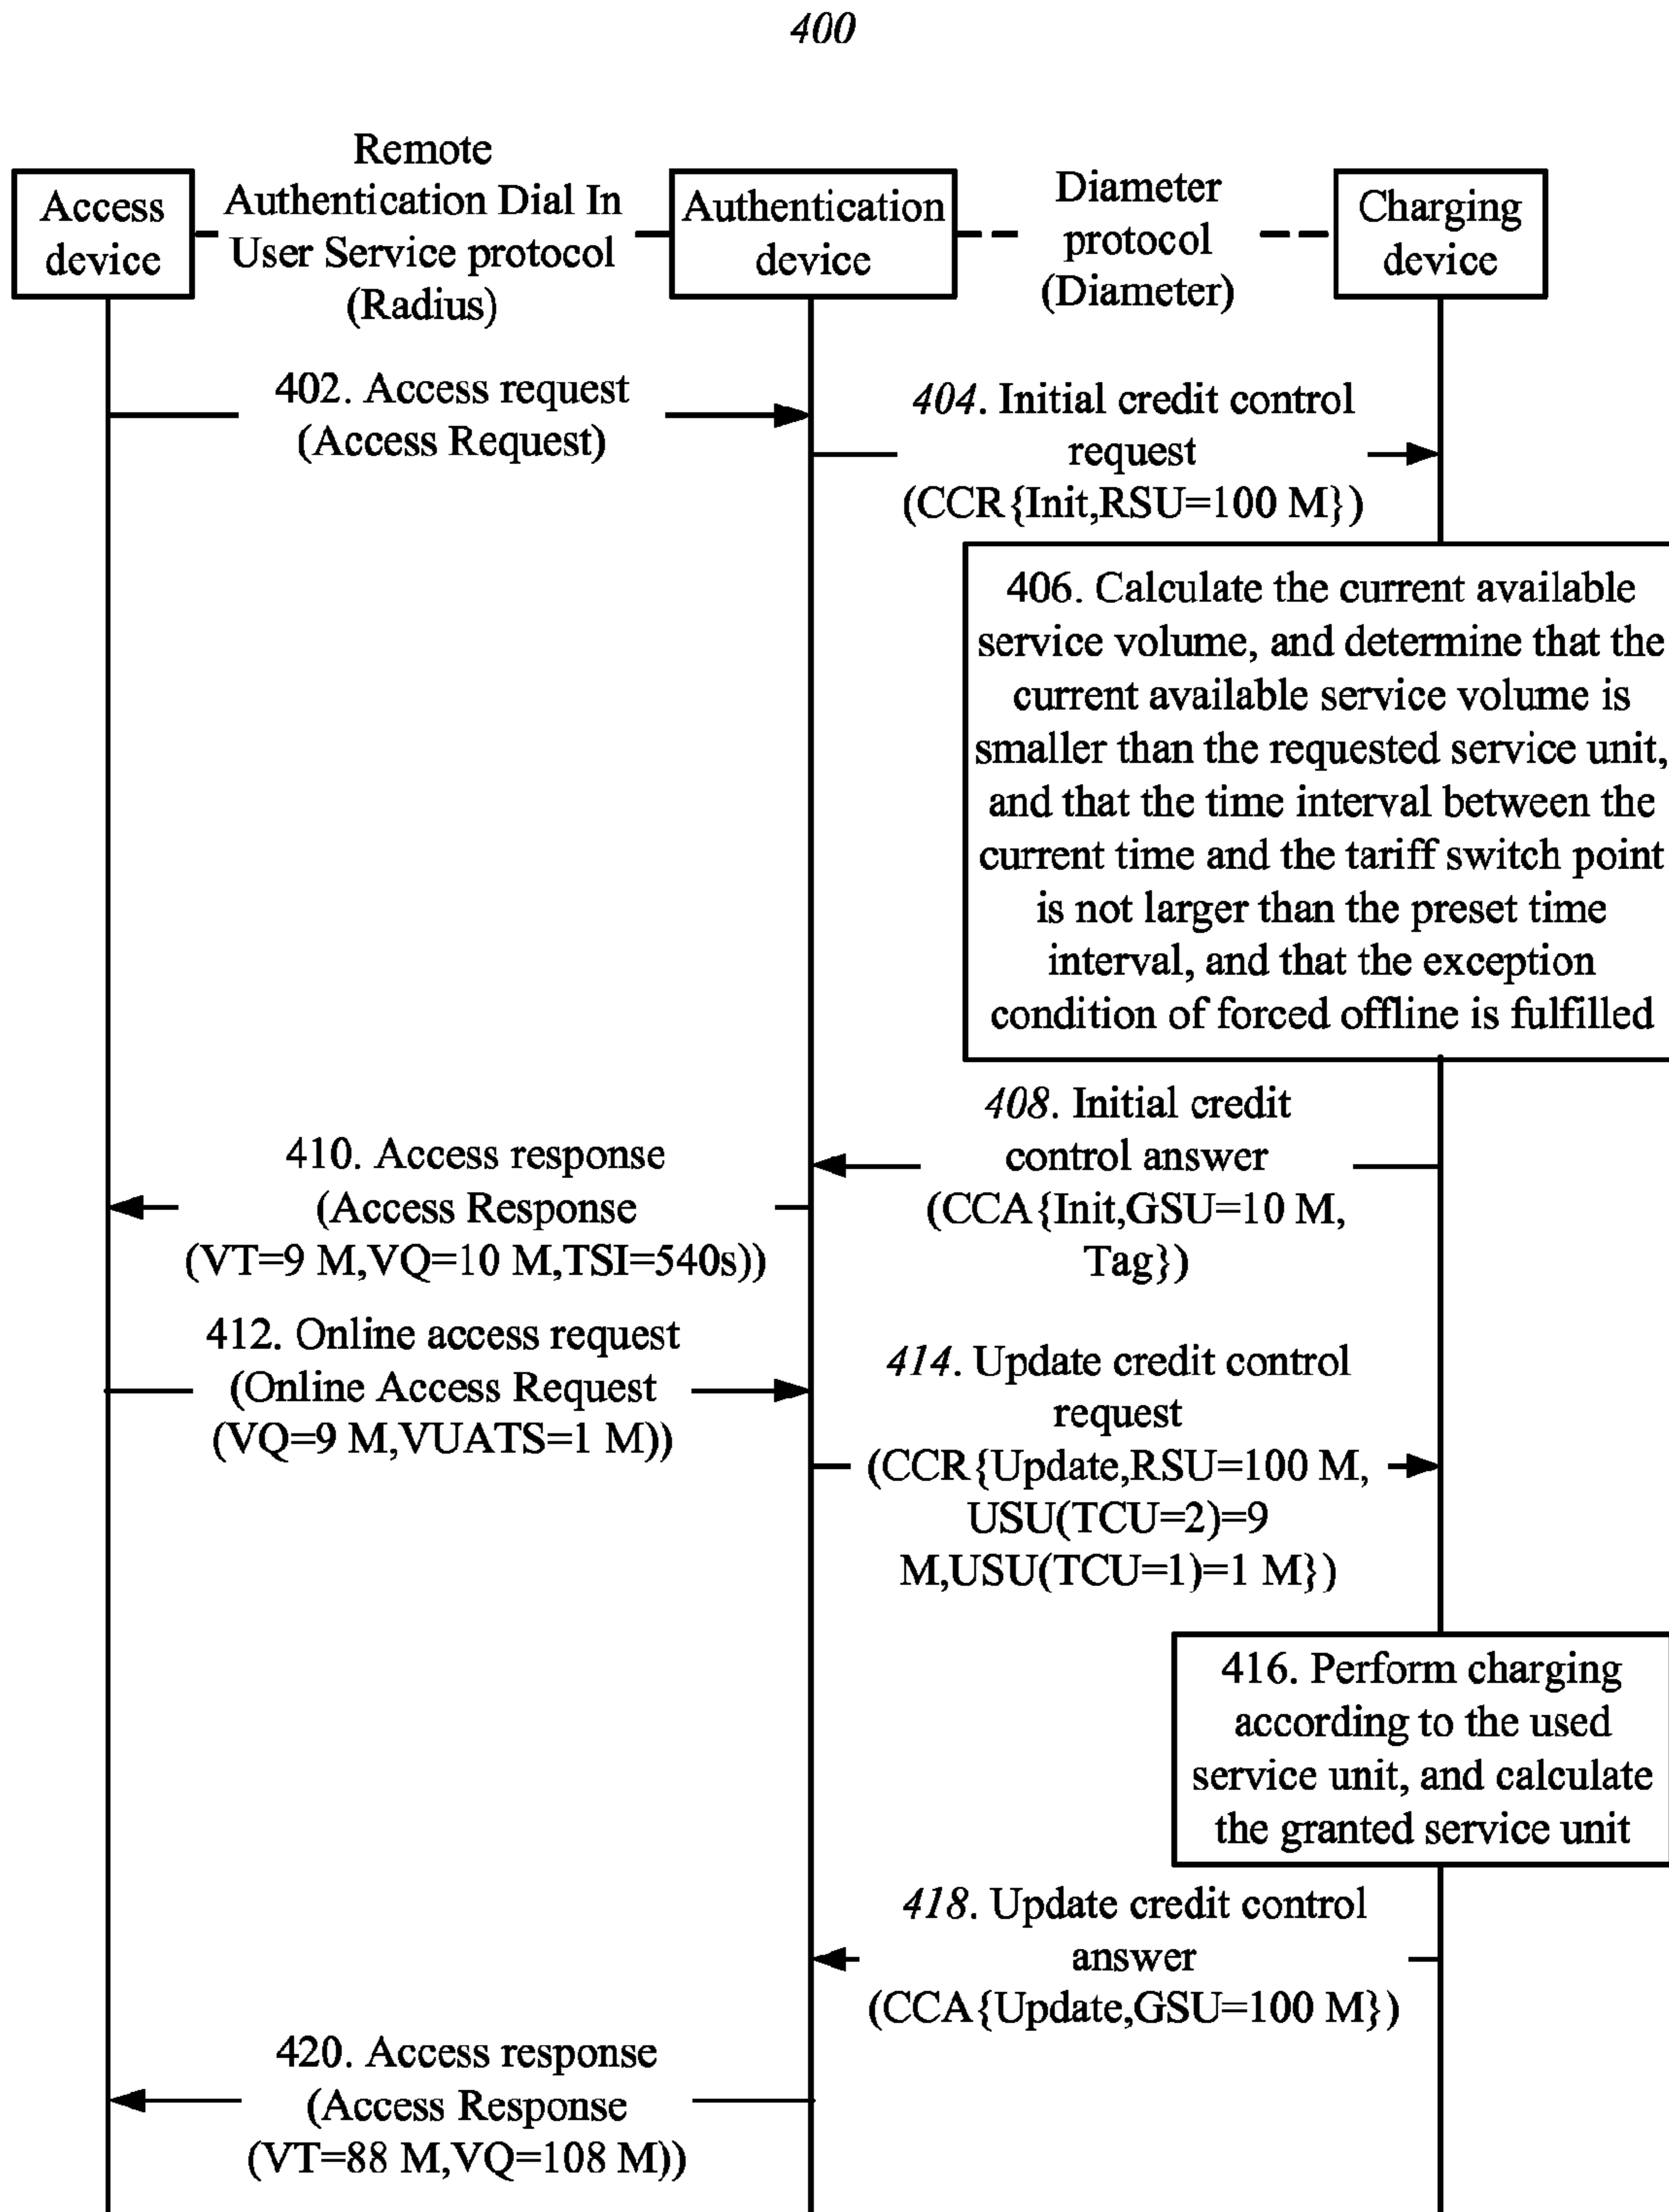 400
Access
device
Remote
Authentication Dial In
User Service protocol
(Radius)
Authentication
device
Diameter
protocol
(Diameter)
Charging
device
402. Access request
(Access Request)
404. Initial credit control
request
(CCR{Init,RSU=100 M})
406. Calculate the current available
service volume, and determine that the
current available service volume is
smaller than the requested service unit,
and that the time interval between the
current time and the tariff switch point
is not larger than the preset time
interval, and that the exception
condition of forced offline is fulfilled
408. Initial credit
control answer
(CCA{Init,GSU=10 M,
Tag})
410. Access response
(Access Response
(VT=9 M,VQ=10 M,TSI=540s))
412. Online access request
(Online Access Request
(VQ=9 M,VUATS=1 M))
414. Update credit control
request
(CCR{Update,RSU=100 M,
USU(TCU=2)=9
M,USU(TCU=1)=1 M})
416. Perform charging
according to the used
service unit, and calculate
the granted service unit
418. Update credit control
answer
(CCA{Update,GSU=100 M})
420. Access response
(Access Response
(VT=88 M,VQ=108 M))